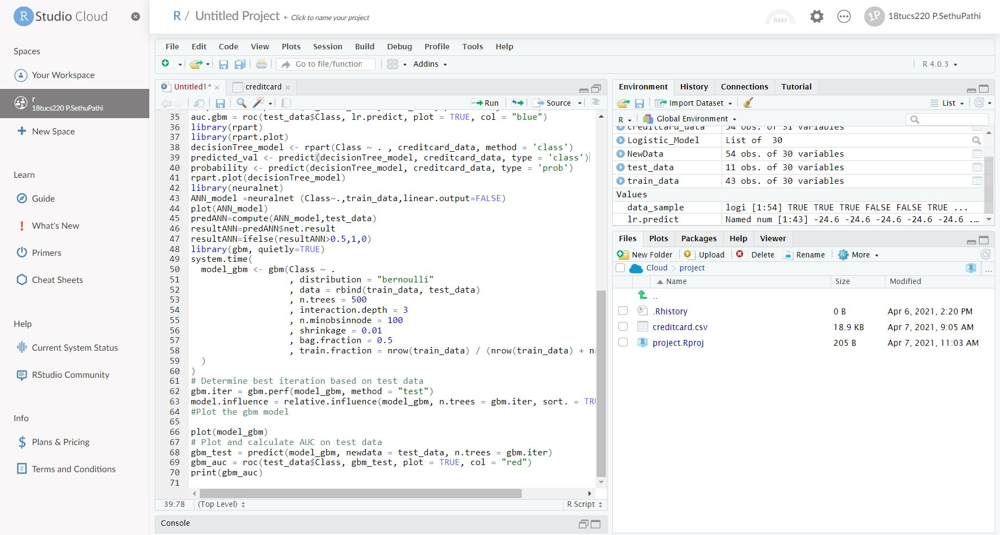 R Studio Cloud
Spaces
Your Workspace
r
18tucs220 P.SethuPathi
New Space
Learn
Guide
What's New
Primers
Cheat Sheets
Help
Current System Status
RStudio Community
Info
Plans & Pricing
Terms and Conditions
R / Untitled Project ← Click to name your project
RAM
1P 18tucs220 P.SethuPathi
File Edit Code View Plots Session Build Debug Profile Tools Help
Go to file/function Addins R 4.0.3
Untitled1* creditcard
Run Source
35 auc.gbm = roc(test_data$Class, lr.predict, plot = TRUE, col = "blue")
36 library(rpart)
37 library(rpart.plot)
38 decisionTree_model <- rpart(Class ~ . , creditcard_data, method = 'class')
39 predicted_val <- predict(decisionTree_model, creditcard_data, type = 'class')
40 probability <- predict(decisionTree_model, creditcard_data, type = 'prob')
41 rpart.plot(decisionTree_model)
42 library(neuralnet)
43 ANN_model =neuralnet (Class~.,train_data,linear.output=FALSE)
44 plot(ANN_model)
45 predANN=compute(ANN_model,test_data)
46 resultANN=predANN$net.result
47 resultANN=ifelse(resultANN>0.5,1,0)
48 library(gbm, quietly=TRUE)
49 system.time(
50 model_gbm <- gbm(Class ~ .
51 , distribution = "bernoulli"
52 , data = rbind(train_data, test_data)
53 , n.trees = 500
54 , interaction.depth = 3
55 , n.minobsinnode = 100
56 , shrinkage = 0.01
57 , bag.fraction = 0.5
58 , train.fraction = nrow(train_data) / (nrow(train_data) +
59 )
60 )
61 # Determine best iteration based on test data
62 gbm.iter = gbm.perf(model_gbm, method = "test")
63 model.influence = relative.influence(model_gbm, n.trees = gbm.iter, sort. =
64 #Plot the gbm model
65
66 plot(model_gbm)
67 # Plot and calculate AUC on test data
68 gbm_test = predict(model_gbm, newdata = test_data, n.trees = gbm.iter)
69 gbm_auc = roc(test_data$Class, gbm_test, plot = TRUE, col = "red")
70 print(gbm_auc)
71
39:78 (Top Level) R Script
Console
Environment History Connections Tutorial
Import Dataset List
R Global Environment
creditcard_data 54 obs. of 31 variables
Logistic_Model List of 30
NewData 54 obs. of 30 variables
test_data 11 obs. of 30 variables
train_data 43 obs. of 30 variables
Values
data_sample logi [1:54] TRUE TRUE TRUE FALSE FALSE TRUE ...
lr.predict Named num [1:43] -24.6 -24.6 -24.6 -24.6 -24.6 ...
Files Plots Packages Help Viewer
New Folder Upload Delete Rename More
Cloud project ...
Name Size Modified
..
.Rhistory 0 B Apr 6, 2021, 2:20 PM
creditcard.csv 18.9 KB Apr 7, 2021, 9:05 AM
project.Rproj 205 B Apr 7, 2021, 11:03 AM